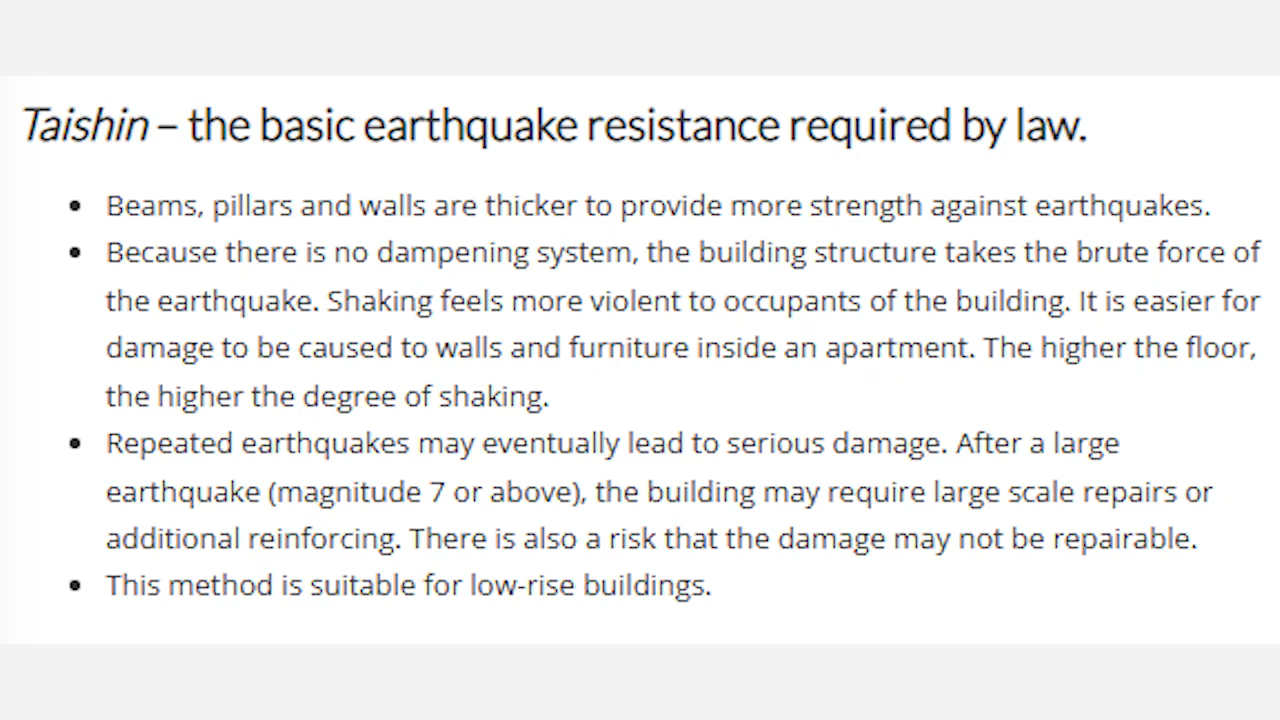 Taishin – the basic earthquake resistance required by law.
• Beams, pillars and walls are thicker to provide more strength against earthquakes.
• Because there is no dampening system, the building structure takes the brute force of
the earthquake. Shaking feels more violent to occupants of the building. It is easier for
damage to be caused to walls and furniture inside an apartment. The higher the floor,
the higher the degree of shaking.
• Repeated earthquakes may eventually lead to serious damage. After a large
earthquake (magnitude 7 or above), the building may require large scale repairs or
additional reinforcing. There is also a risk that the damage may not be repairable.
• This method is suitable for low-rise buildings.